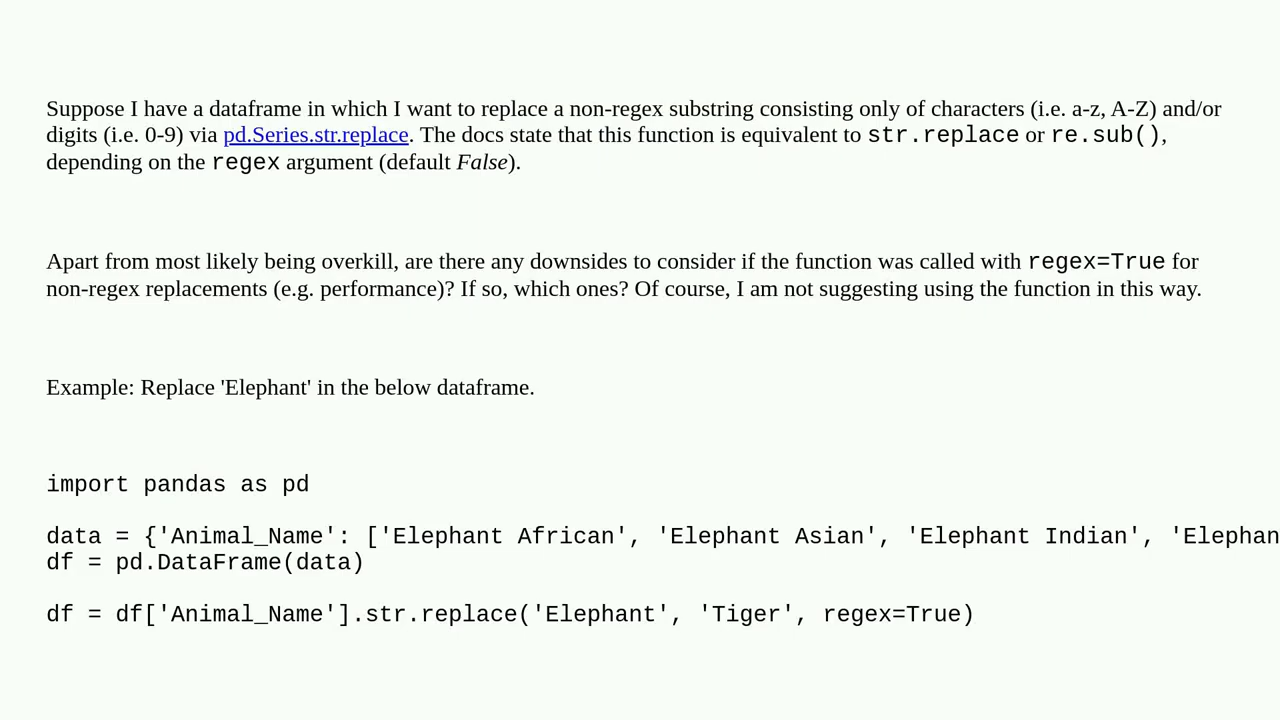 Suppose I have a dataframe in which I want to replace a non-regex substring consisting only of characters (i.e. a-z, A-Z) and/or
digits (i.e. 0-9) via pd.Series.str.replace. The docs state that this function is equivalent to str.replace or re.sub(),
depending on the regex argument (default False).
Apart from most likely being overkill, are there any downsides to consider if the function was called with regex=True for
non-regex replacements (e.g. performance)? If so, which ones? Of course, I am not suggesting using the function in this way.
Example: Replace 'Elephant' in the below dataframe.
import pandas as pd
data = {'Animal_Name': ['Elephant African', 'Elephant Asian', 'Elephant Indian', 'Elephan
df = pd.DataFrame(data)
df = df['Animal_Name'].str.replace('Elephant', 'Tiger', regex=True)